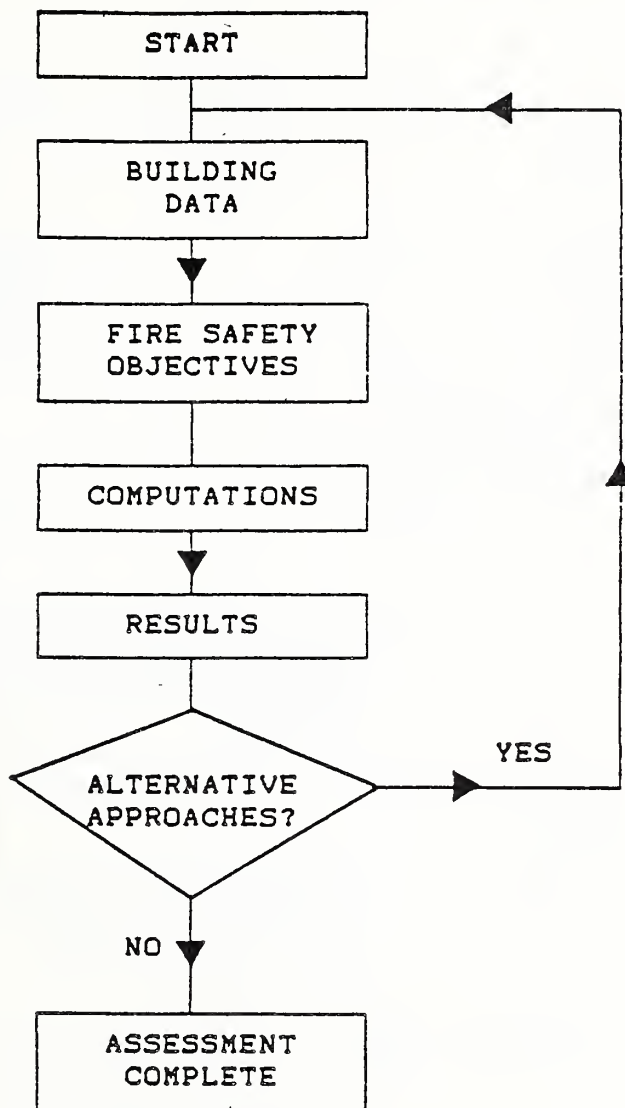 START
BUILDING
DATA
FIRE SAFETY
OBJECTIVES
COMPUTATIONS
RESULTS
ALTERNATIVE
APPROACHES?
YES
NO
ASSESSMENT
COMPLETE